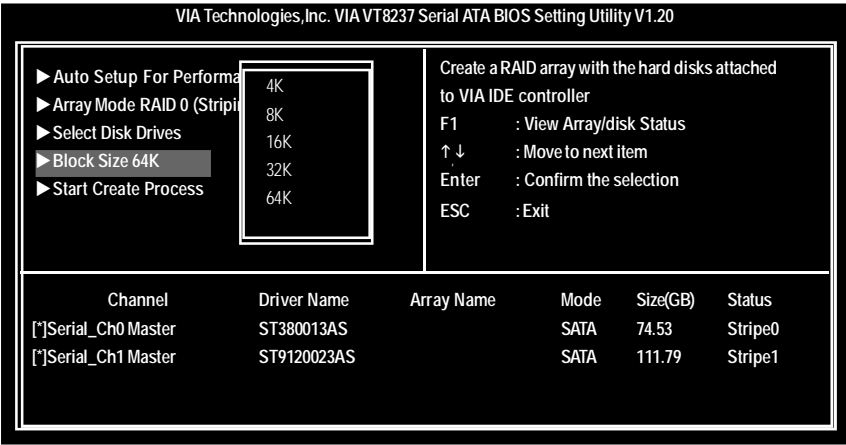 VIA Technologies,Inc. VIA VT8237 Serial ATA BIOS Setting Utility V1.20
▶Auto Setup For Performa
▶Array Mode RAID 0 (Stripi
▶Select Disk Drives
▶Block Size 64K
▶Start Create Process
4K
8K
16K
32K
64K
Create a RAID array with the hard disks attached
to VIA IDE controller
F1 : View Array/disk Status
↑↓ : Move to next item
Enter : Confirm the selection
ESC : Exit
Channel Driver Name Array Name Mode Size(GB) Status
[*]Serial_Ch0 Master ST380013AS SATA 74.53 Stripe0
[*]Serial_Ch1 Master ST9120023AS SATA 111.79 Stripe1